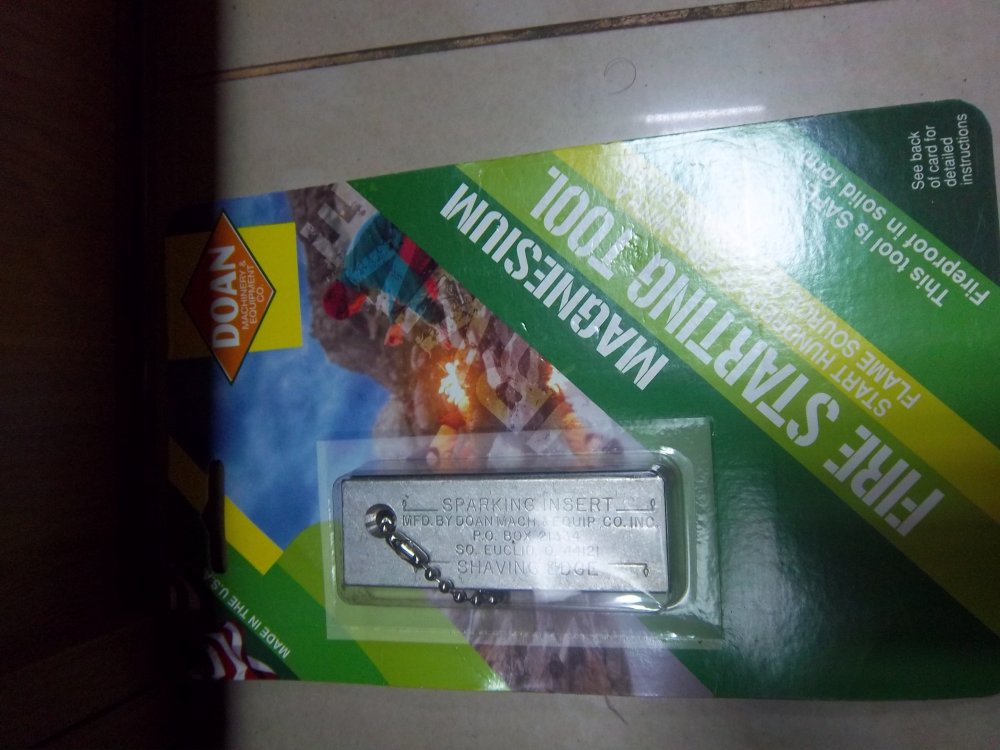 DOAN
MACHINERY &
EQUIPMENT
CO
MAGNESIUM
FIRE STARTING TOOL
FLAME SOURCE
This tool is SAFE
Fireproof in solid form
See back
of card for
detailed
instructions
SPARKING INSERT
MFD. BY DOAN MACH. & EQUIP. CO. INC.
P.O. BOX
SO. EUCLID, O. 44121
SHAVING EDGE
MADE IN THE U.S.A.